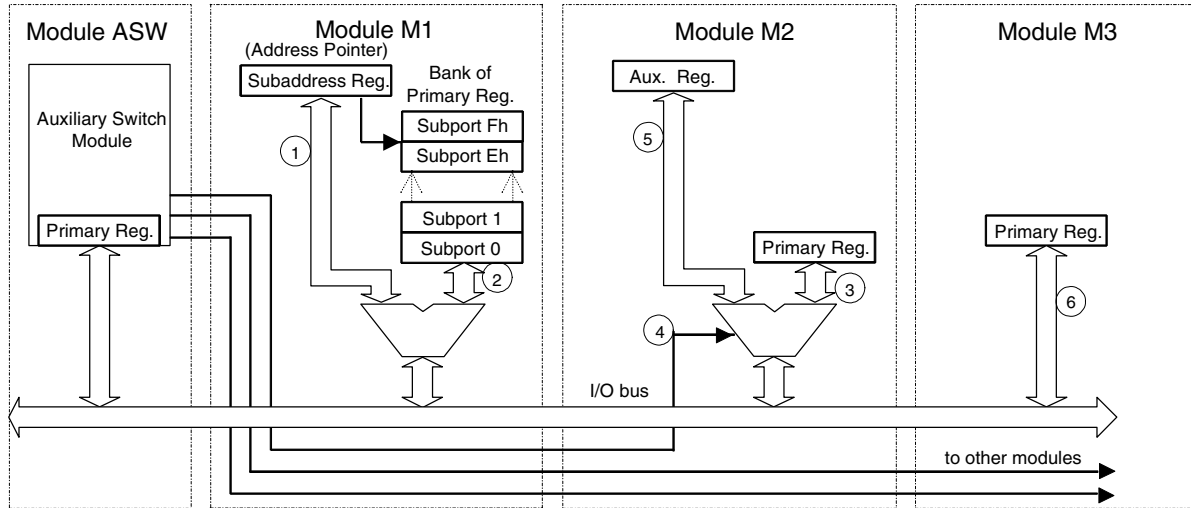 Module ASW
Auxiliary Switch
Module
Primary Reg.
Module M1
(Address Pointer)
Subaddress Reg.
Bank of
Primary Reg.
Subport Fh
Subport Eh
Subport 1
Subport 0
1
2
Module M2
Aux. Reg.
5
Primary Reg.
3
4
Module M3
Primary Reg.
6
I/O bus
to other modules